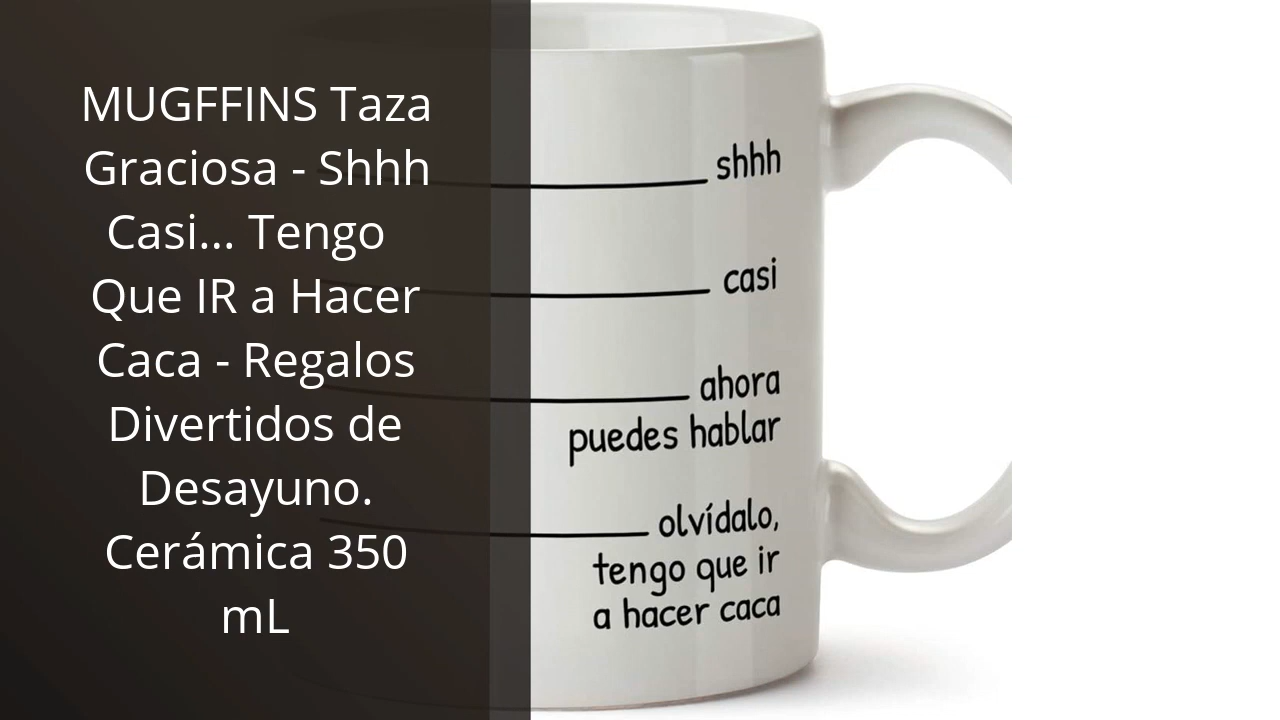 MUGFFINS Taza
Graciosa - Shhh
Casi... Tengo
Que IR a Hacer
Caca - Regalos
Divertidos de
Desayuno.
Cerámica 350
mL
shhh
casi
ahora
puedes hablar
olvídalo,
tengo que ir
a hacer caca